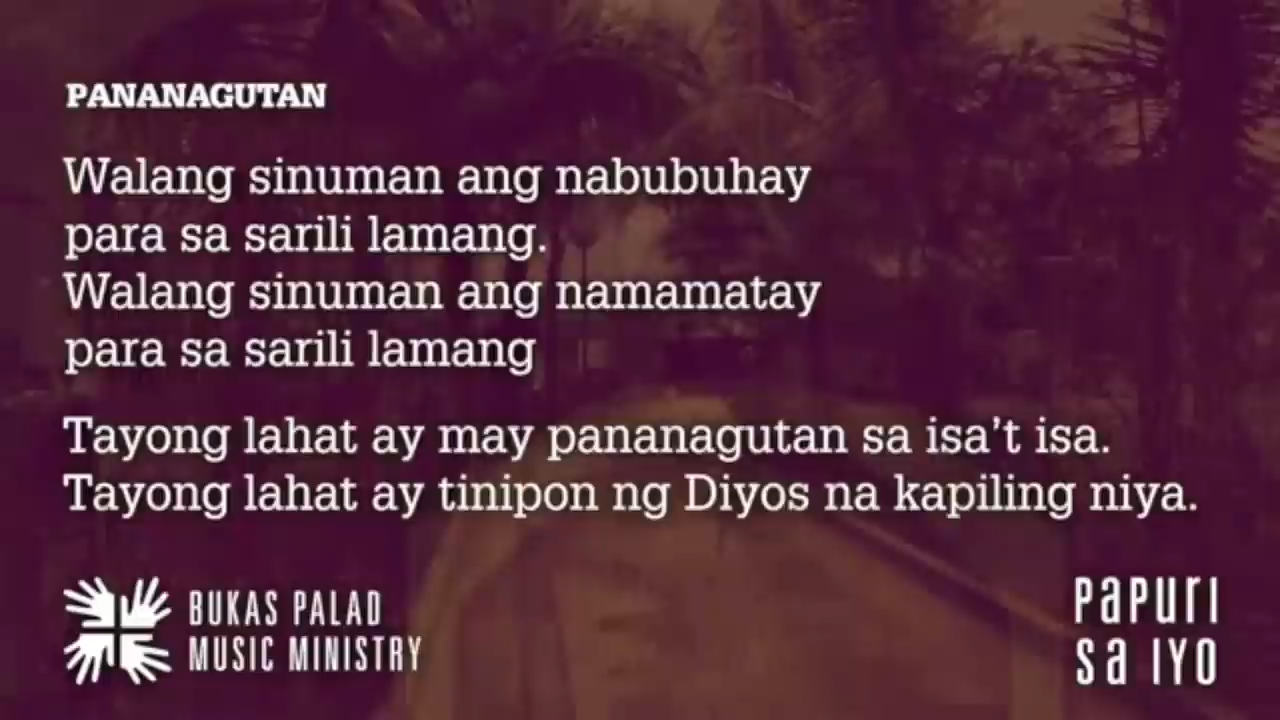 PANANAGUTAN
Walang sinuman ang nabubuhay
para sa sarili lamang.
Walang sinuman ang namamatay
para sa sarili lamang
Tayong lahat ay may pananagutan sa isa’t isa.
Tayong lahat ay tinipon ng Diyos na kapiling niya.
BUKAS PALAD
MUSIC MINISTRY
PaPUrI
Sa IYO